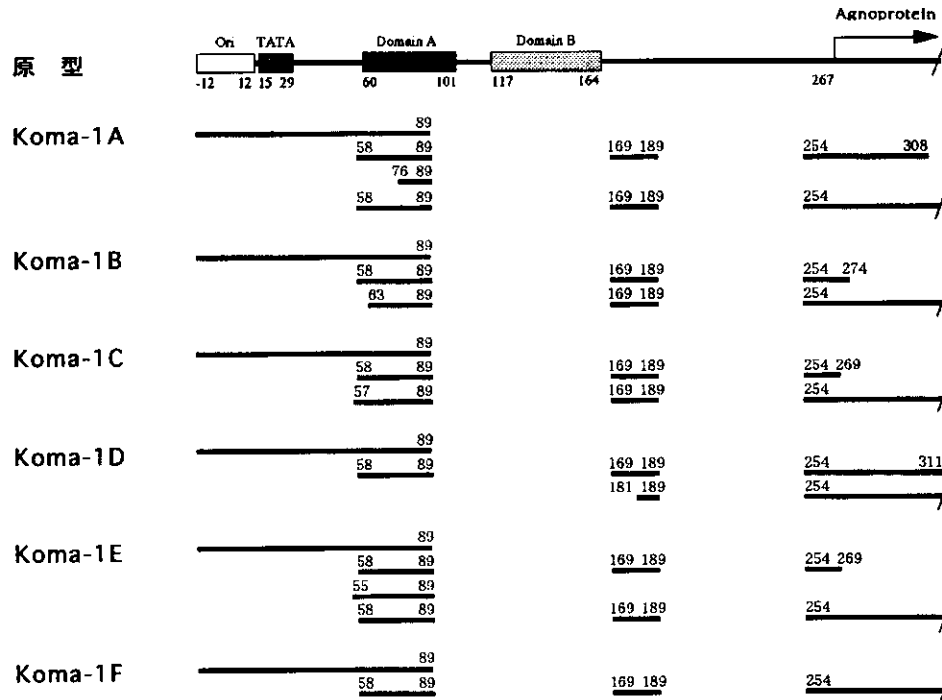 Agnoprotein
Ori TATA Domain A Domain B
原 型
-12 12 15 29 60 101 117 164 267
Koma-1A
89
58 89 169 189 254 308
76 89
58 89 169 189 254
Koma-1B
89
58 89 169 189 254 274
63 89 169 189 254
Koma-1C
89
58 89 169 189 254 269
57 89 169 189 254
Koma-1D
89
58 89 169 189 254 311
181 189 254
Koma-1E
89
58 89 169 189 254 269
55 89
58 89 169 189 254
Koma-1F
89
58 89 169 189 254